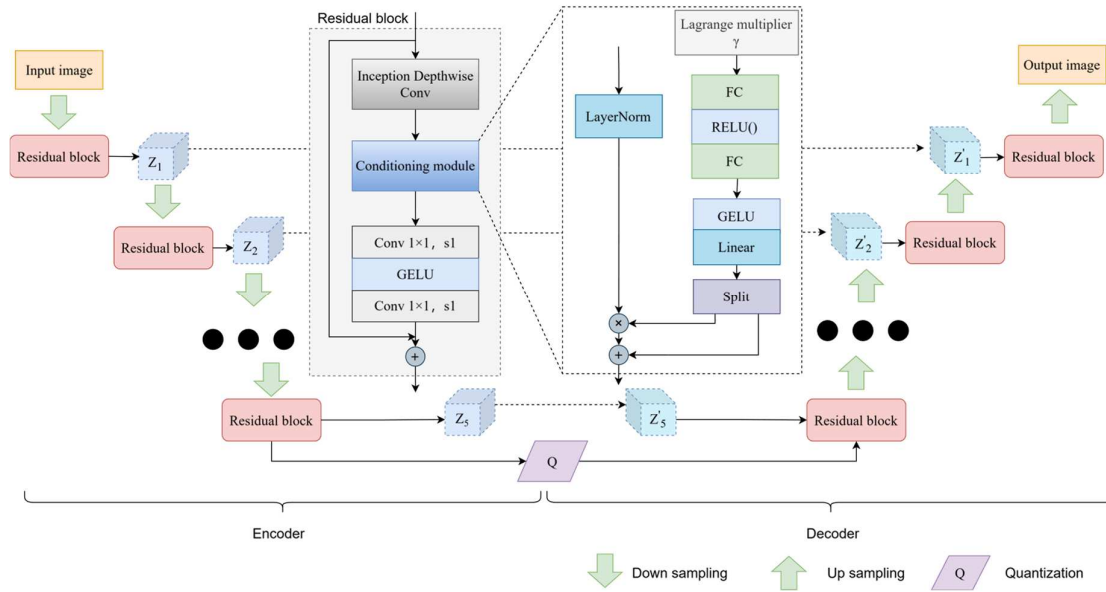 Residual block
Lagrange multiplier
γ
Input image
Output image
Inception Depthwise
Conv
FC
LayerNorm
RELU()
Residual block
Z1
Conditioning module
FC
Z'1
Residual block
GELU
Residual block
Z2
Conv 1×1, s1
Linear
Z'2
Residual block
GELU
Split
Conv 1×1, s1
×
+
+
Residual block
Z5
Z'5
Residual block
Q
Encoder
Decoder
Down sampling
Up sampling
Q
Quantization